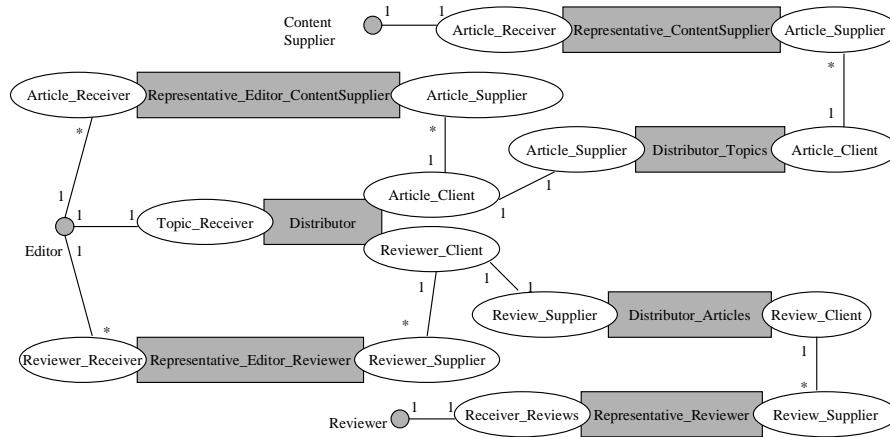 Content
Supplier
1
1
Article_Receiver
Representative_ContentSupplier
Article_Supplier
*
1
Article_Receiver
Representative_Editor_ContentSupplier
Article_Supplier
*
*
1
1
Article_Supplier
Distributor_Topics
Article_Client
Article_Client
1
1
Editor
1
1
Topic_Receiver
Distributor
Reviewer_Client
1
1
1
1
*
*
Reviewer_Receiver
Representative_Editor_Reviewer
Reviewer_Supplier
Review_Supplier
Distributor_Articles
Review_Client
1
*
Reviewer
1
1
Receiver_Reviews
Representative_Reviewer
Review_Supplier